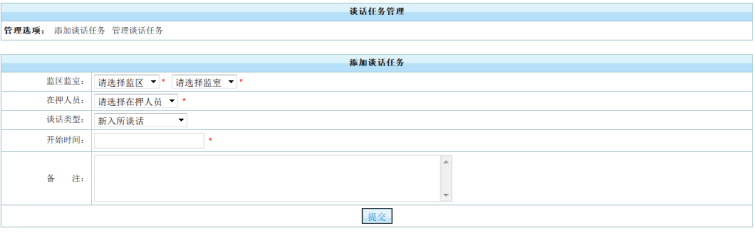 谈话任务管理
管理选项： 添加谈话任务 管理谈话任务
添加谈话任务
监区监室： 请选择监区 * 请选择监室 *
在押人员： 请选择在押人员 *
谈话类型： 新入所谈话
开始时间： *
备 注：
提交